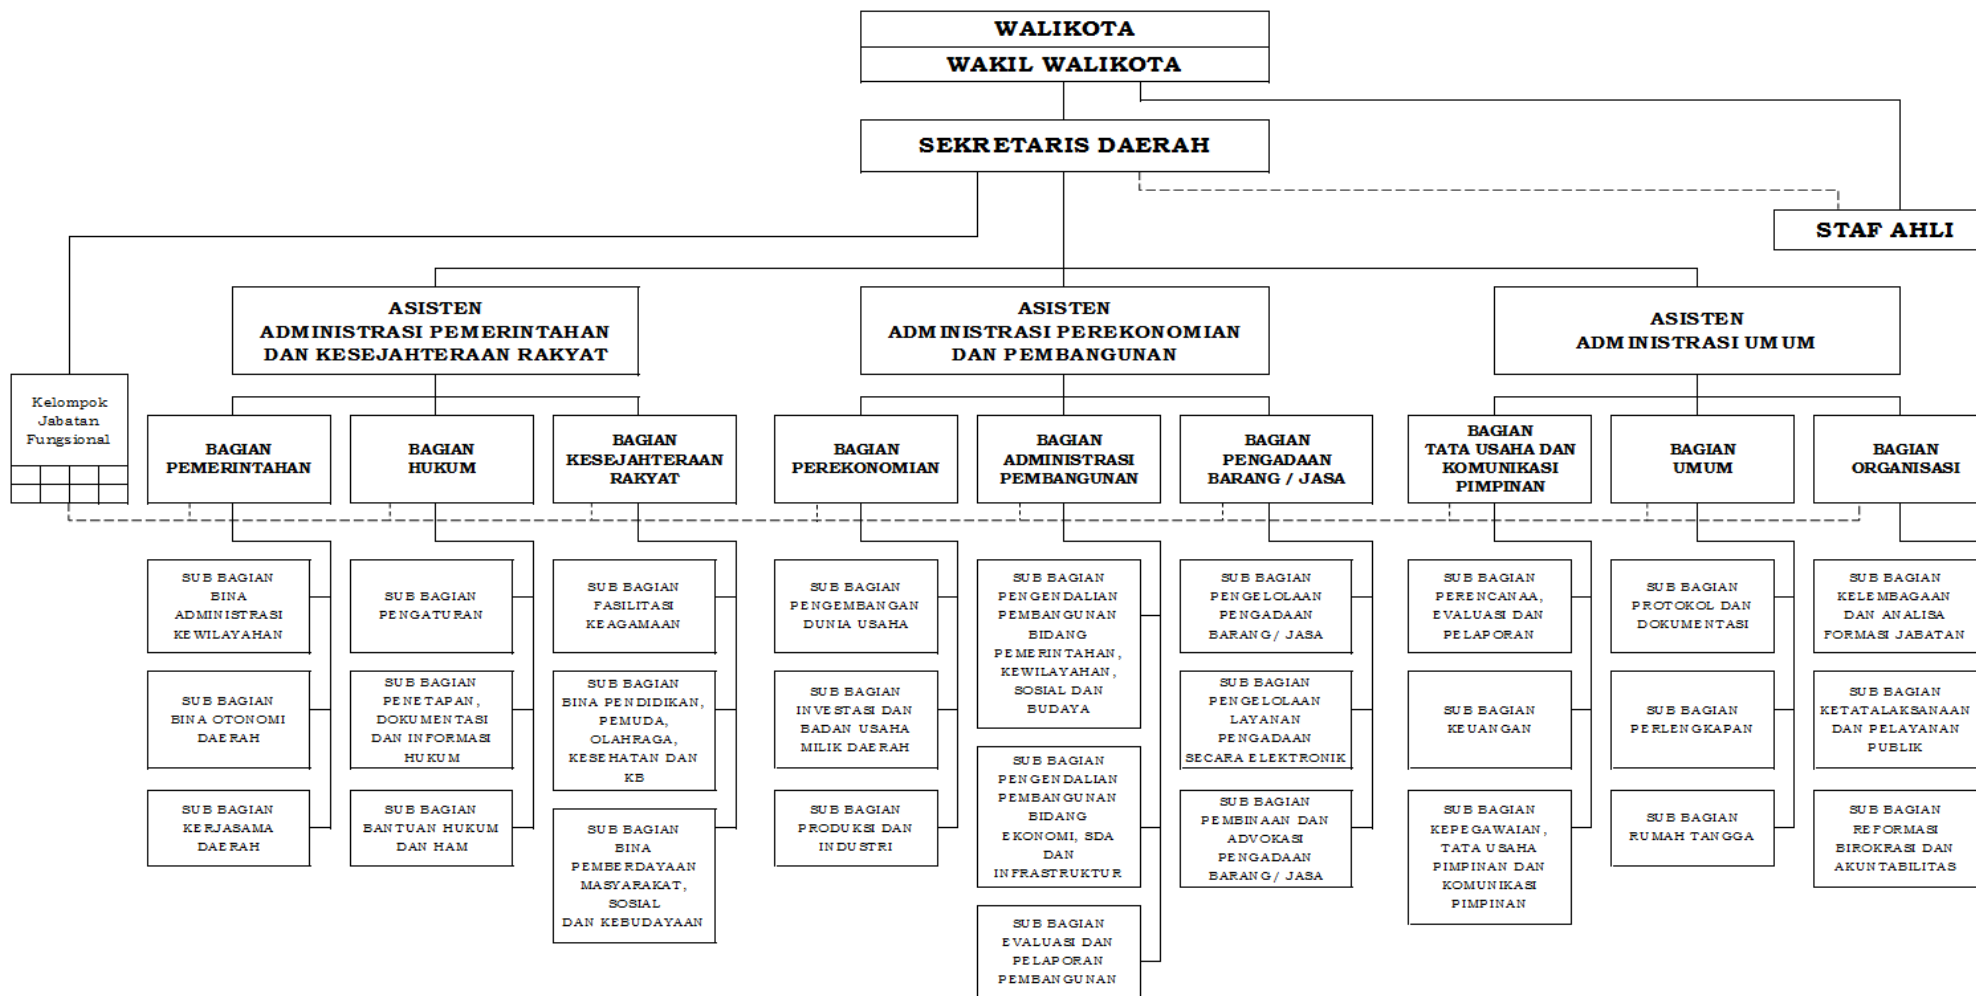 WALIKOTA
WAKIL WALIKOTA
SEKRETARIS DAERAH
STAF AHLI
ASISTEN
ADMINISTRASI PEMERINTAHAN
DAN KESEJAHTERAAN RAKYAT
ASISTEN
ADMINISTRASI PEREKONOMIAN
DAN PEMBANGUNAN
ASISTEN
ADMINISTRASI UMUM
Kelompok
Jabatan
Fungsional
BAGIAN
PEMERINTAHAN
BAGIAN
HUKUM
BAGIAN
KESEJAHTERAAN
RAKYAT
BAGIAN
PEREKONOMIAN
BAGIAN
ADMINISTRASI
PEMBANGUNAN
BAGIAN
PENGADAAN
BARANG / JASA
BAGIAN
TATA USAHA DAN
KOMUNIKASI
PIMPINAN
BAGIAN
UMUM
BAGIAN
ORGANISASI
SUB BAGIAN
BINA
ADMINISTRASI
KEWILAYAHAN
SUB BAGIAN
PENGATURAN
SUB BAGIAN
FASILITASI
KEAGAMAAN
SUB BAGIAN
PENGEMBANGAN
DUNIA USAHA
SUB BAGIAN
PENGENDALIAN
PEMBANGUNAN
BIDANG
PEMERINTAHAN,
KEWILAYAHAN,
SOSIAL DAN
BUDAYA
SUB BAGIAN
PENGELOLAAN
PENGADAAN
BARANG / JASA
SUB BAGIAN
PERENCANAA,
EVALUASI DAN
PELAPORAN
SUB BAGIAN
PROTOKOL DAN
DOKUMENTASI
SUB BAGIAN
KELEMBAGAAN
DAN ANALISA
FORMASI JABATAN
SUB BAGIAN
BINA OTONOMI
DAERAH
SUB BAGIAN
PENETAPAN,
DOKUMENTASI
DAN INFORMASI
HUKUM
SUB BAGIAN
BINA PENDIDIKAN,
PEMUDA,
OLAHRAGA,
KESEHATAN DAN
KB
SUB BAGIAN
INVESTASI DAN
BADAN USAHA
MILIK DAERAH
SUB BAGIAN
PENGENDALIAN
PEMBANGUNAN
BIDANG
EKONOMI, SDA
DAN
INFRASTRUKTUR
SUB BAGIAN
PENGELOLAAN
LAYANAN
PENGADAAN
SECARA ELEKTRONIK
SUB BAGIAN
KEUANGAN
SUB BAGIAN
PERLENGKAPAN
SUB BAGIAN
KETATALAKSANAAN
DAN PELAYANAN
PUBLIK
SUB BAGIAN
KERJASAMA
DAERAH
SUB BAGIAN
BANTUAN HUKUM
DAN HAM
SUB BAGIAN
BINA
PEMBERDAYAAN
MASYARAKAT,
SOSIAL
DAN KEBUDAYAAN
SUB BAGIAN
PRODUKSI DAN
INDUSTRI
SUB BAGIAN
EVALUASI DAN
PELAPORAN
PEMBANGUNAN
SUB BAGIAN
PEMBINAAN DAN
ADVOKASI
PENGADAAN
BARANG / JASA
SUB BAGIAN
KEPEGAWAIAN,
TATA USAHA
PIMPINAN DAN
KOMUNIKASI
PIMPINAN
SUB BAGIAN
RUMAH TANGGA
SUB BAGIAN
REFORMASI
BIROKRASI DAN
AKUNTABILITAS